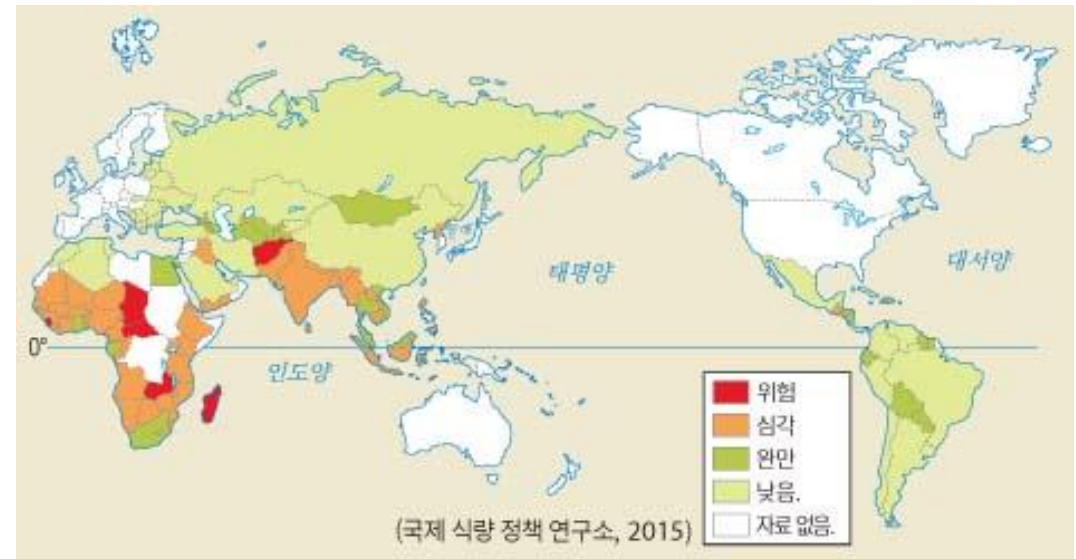 태평양
대서양
0°
인도양
위험
심각
완만
낮음.
자료 없음.
(국제 식량 정책 연구소, 2015)